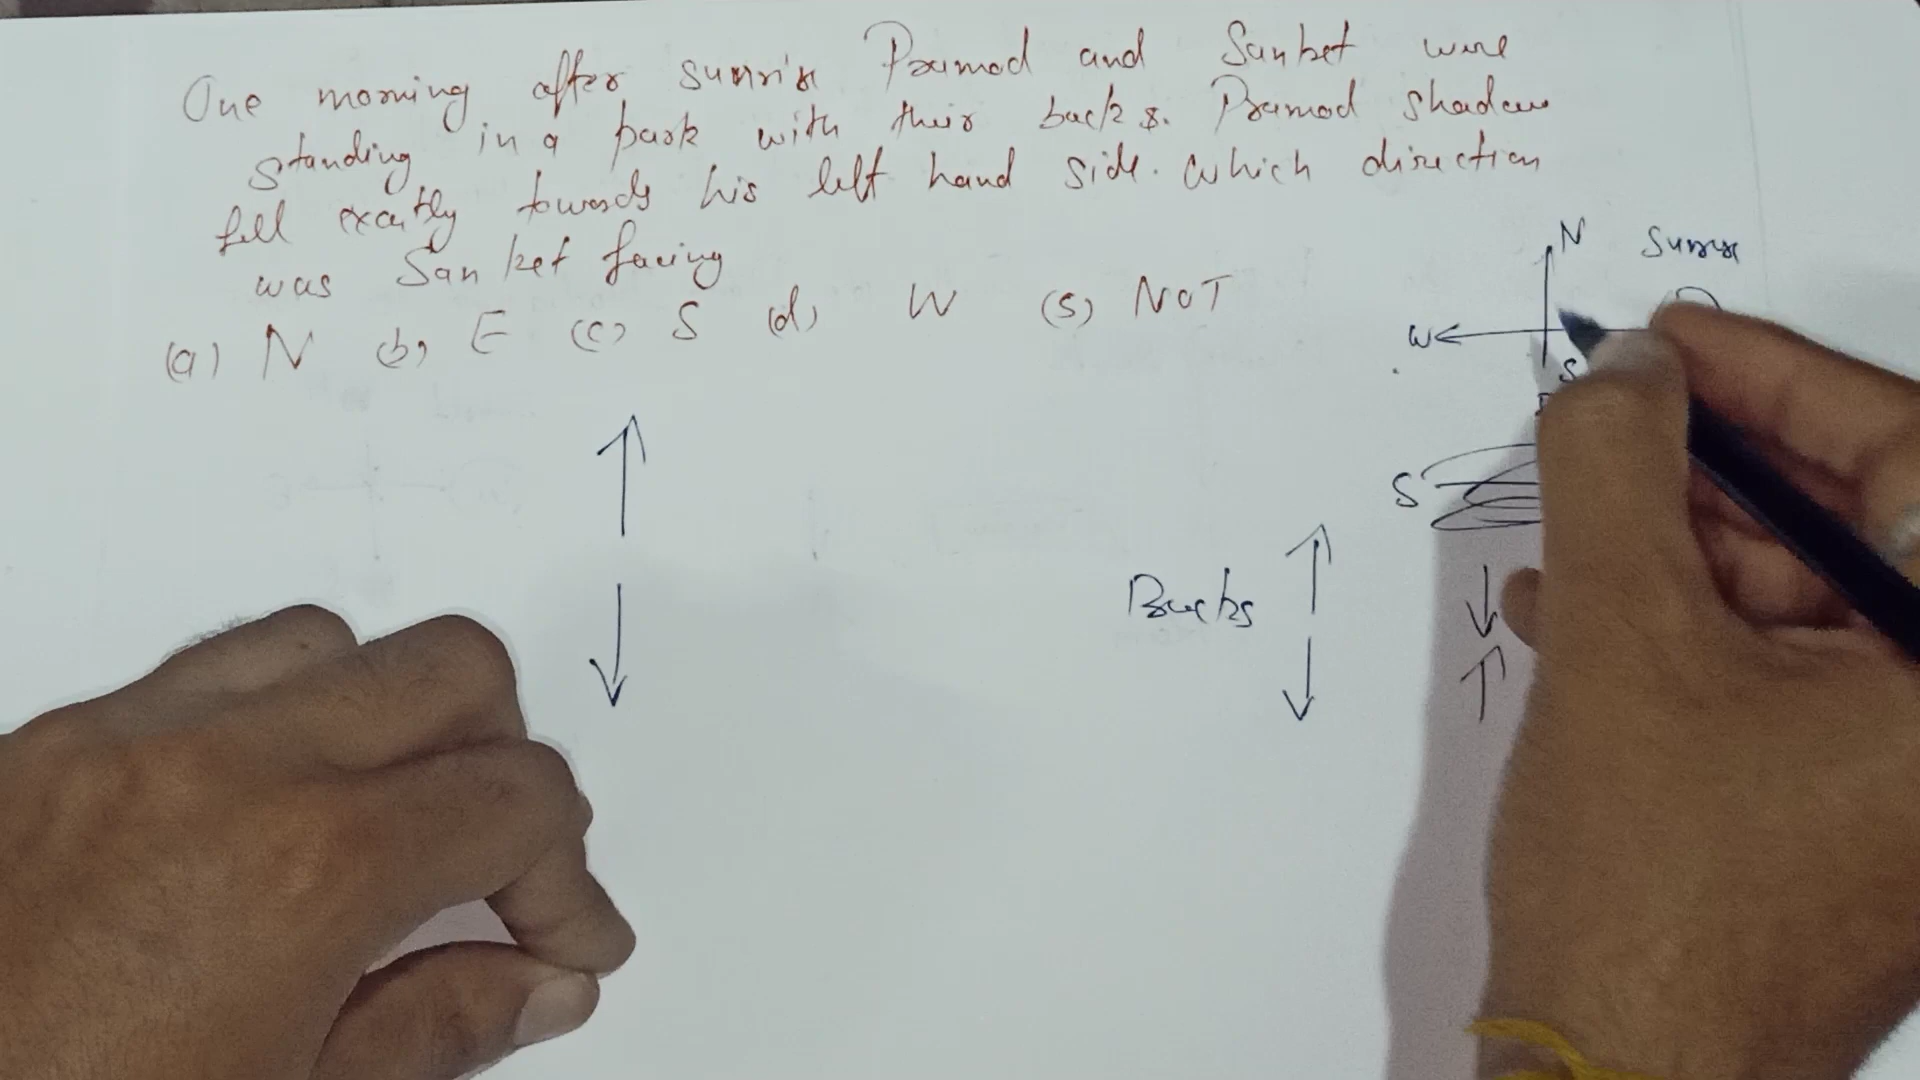 One morning after sunrise Pramod and Sanket were
standing in a park with their backs. Pramod shadow
fell exactly towards his left hand side. Which direction
was Sanket facing
(a) N (b) E (c) S (d) W (5) NOT
N Sunrise
W
S
S
Backs